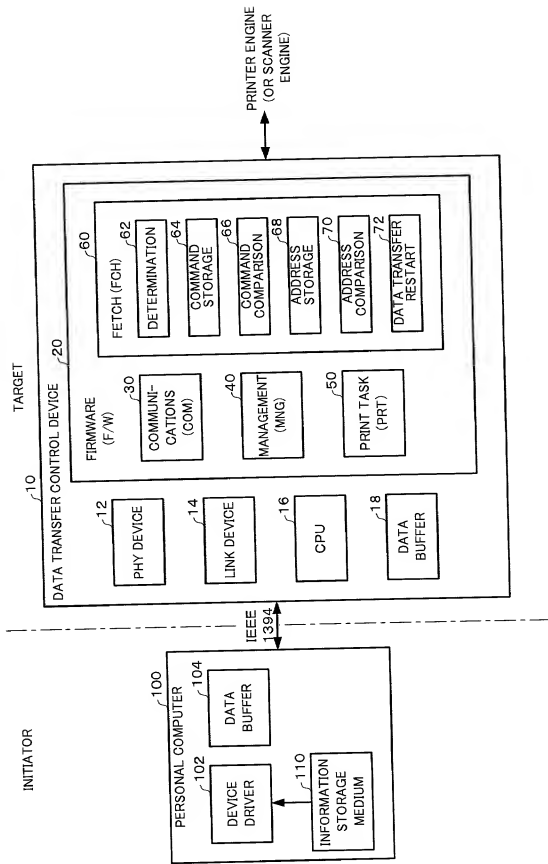 INITIATOR
TARGET
100
PERSONAL COMPUTER
102
DEVICE
DRIVER
104
DATA
BUFFER
110
INFORMATION
STORAGE
MEDIUM
IEEE
1394
10
DATA TRANSFER CONTROL DEVICE
12
PHY DEVICE
14
LINK DEVICE
16
CPU
18
DATA
BUFFER
20
FIRMWARE
(F/W)
30
COMMUNI-
CATIONS
(COM)
40
MANAGEMENT
(MNG)
50
PRINT TASK
(PRT)
60
FETCH (FCH)
62
DETERMINATION
64
COMMAND
STORAGE
66
COMMAND
COMPARISON
68
ADDRESS
STORAGE
70
ADDRESS
COMPARISON
72
DATA TRANSFER
RESTART
PRINTER ENGINE
(OR SCANNER
ENGINE)